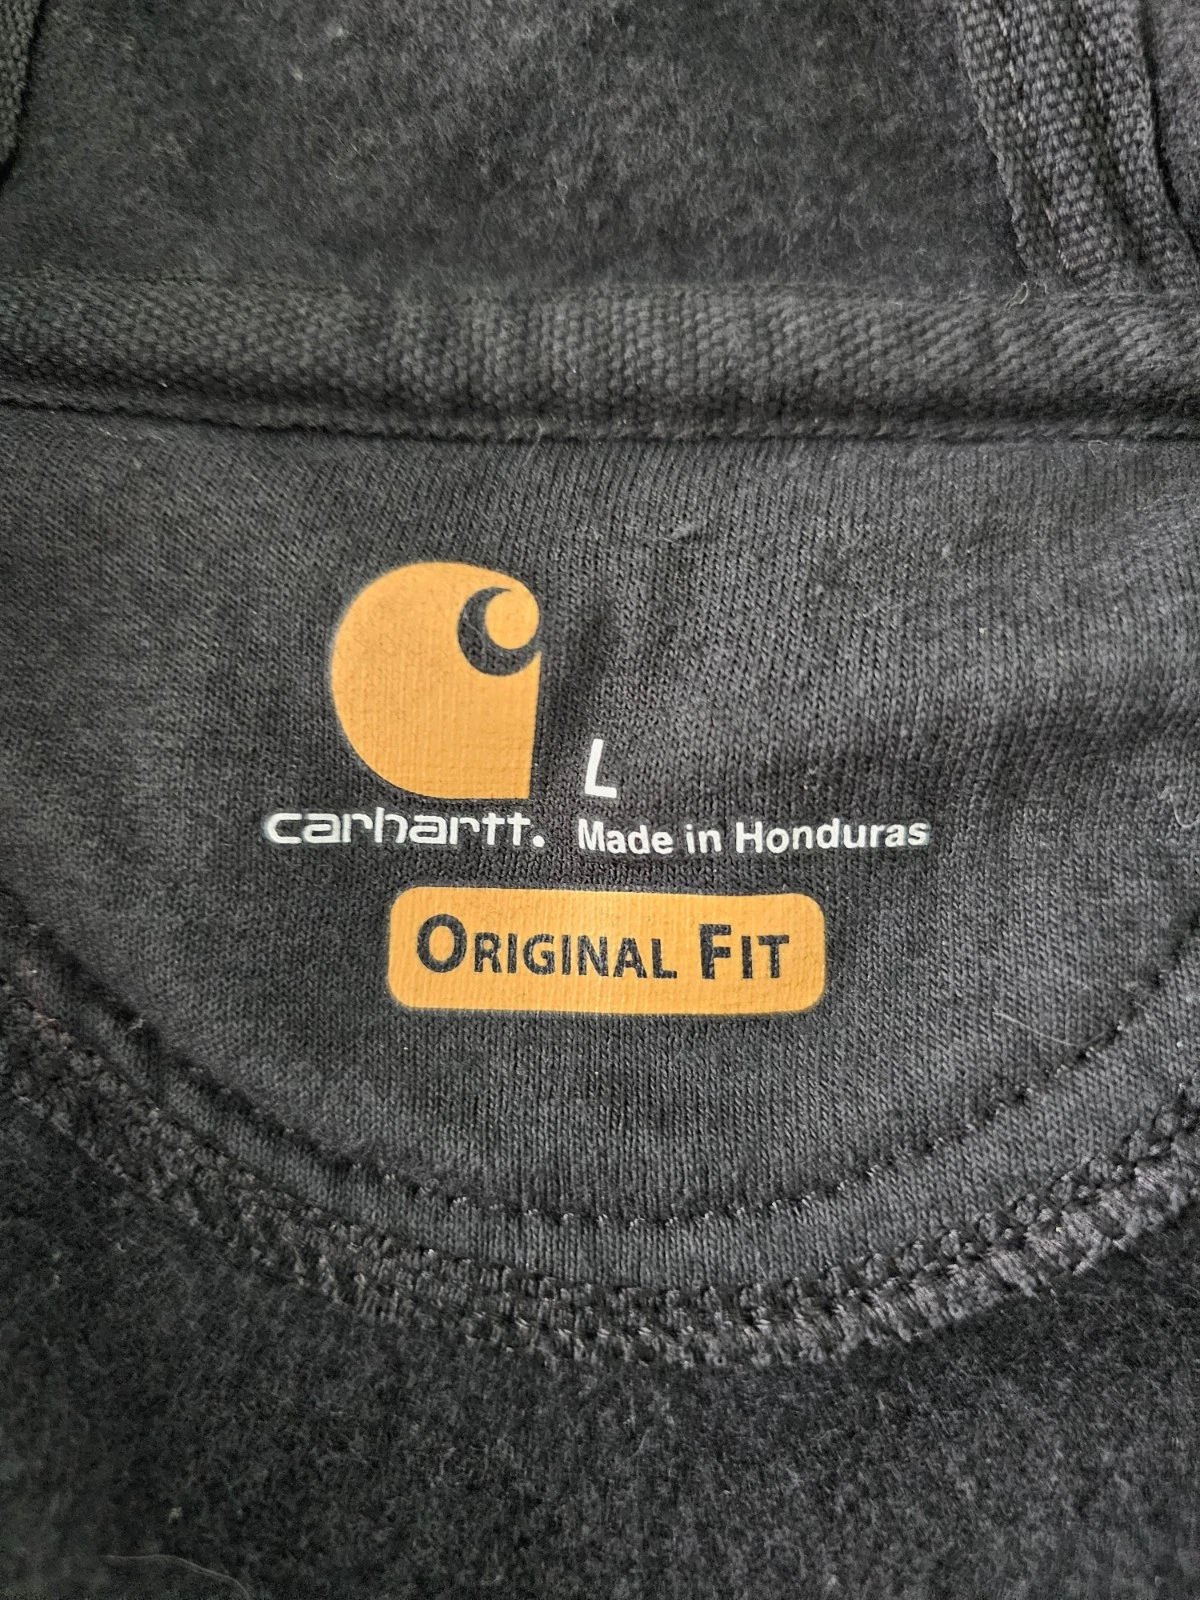 L
carhartt.
Made in Honduras
ORIGINAL FIT